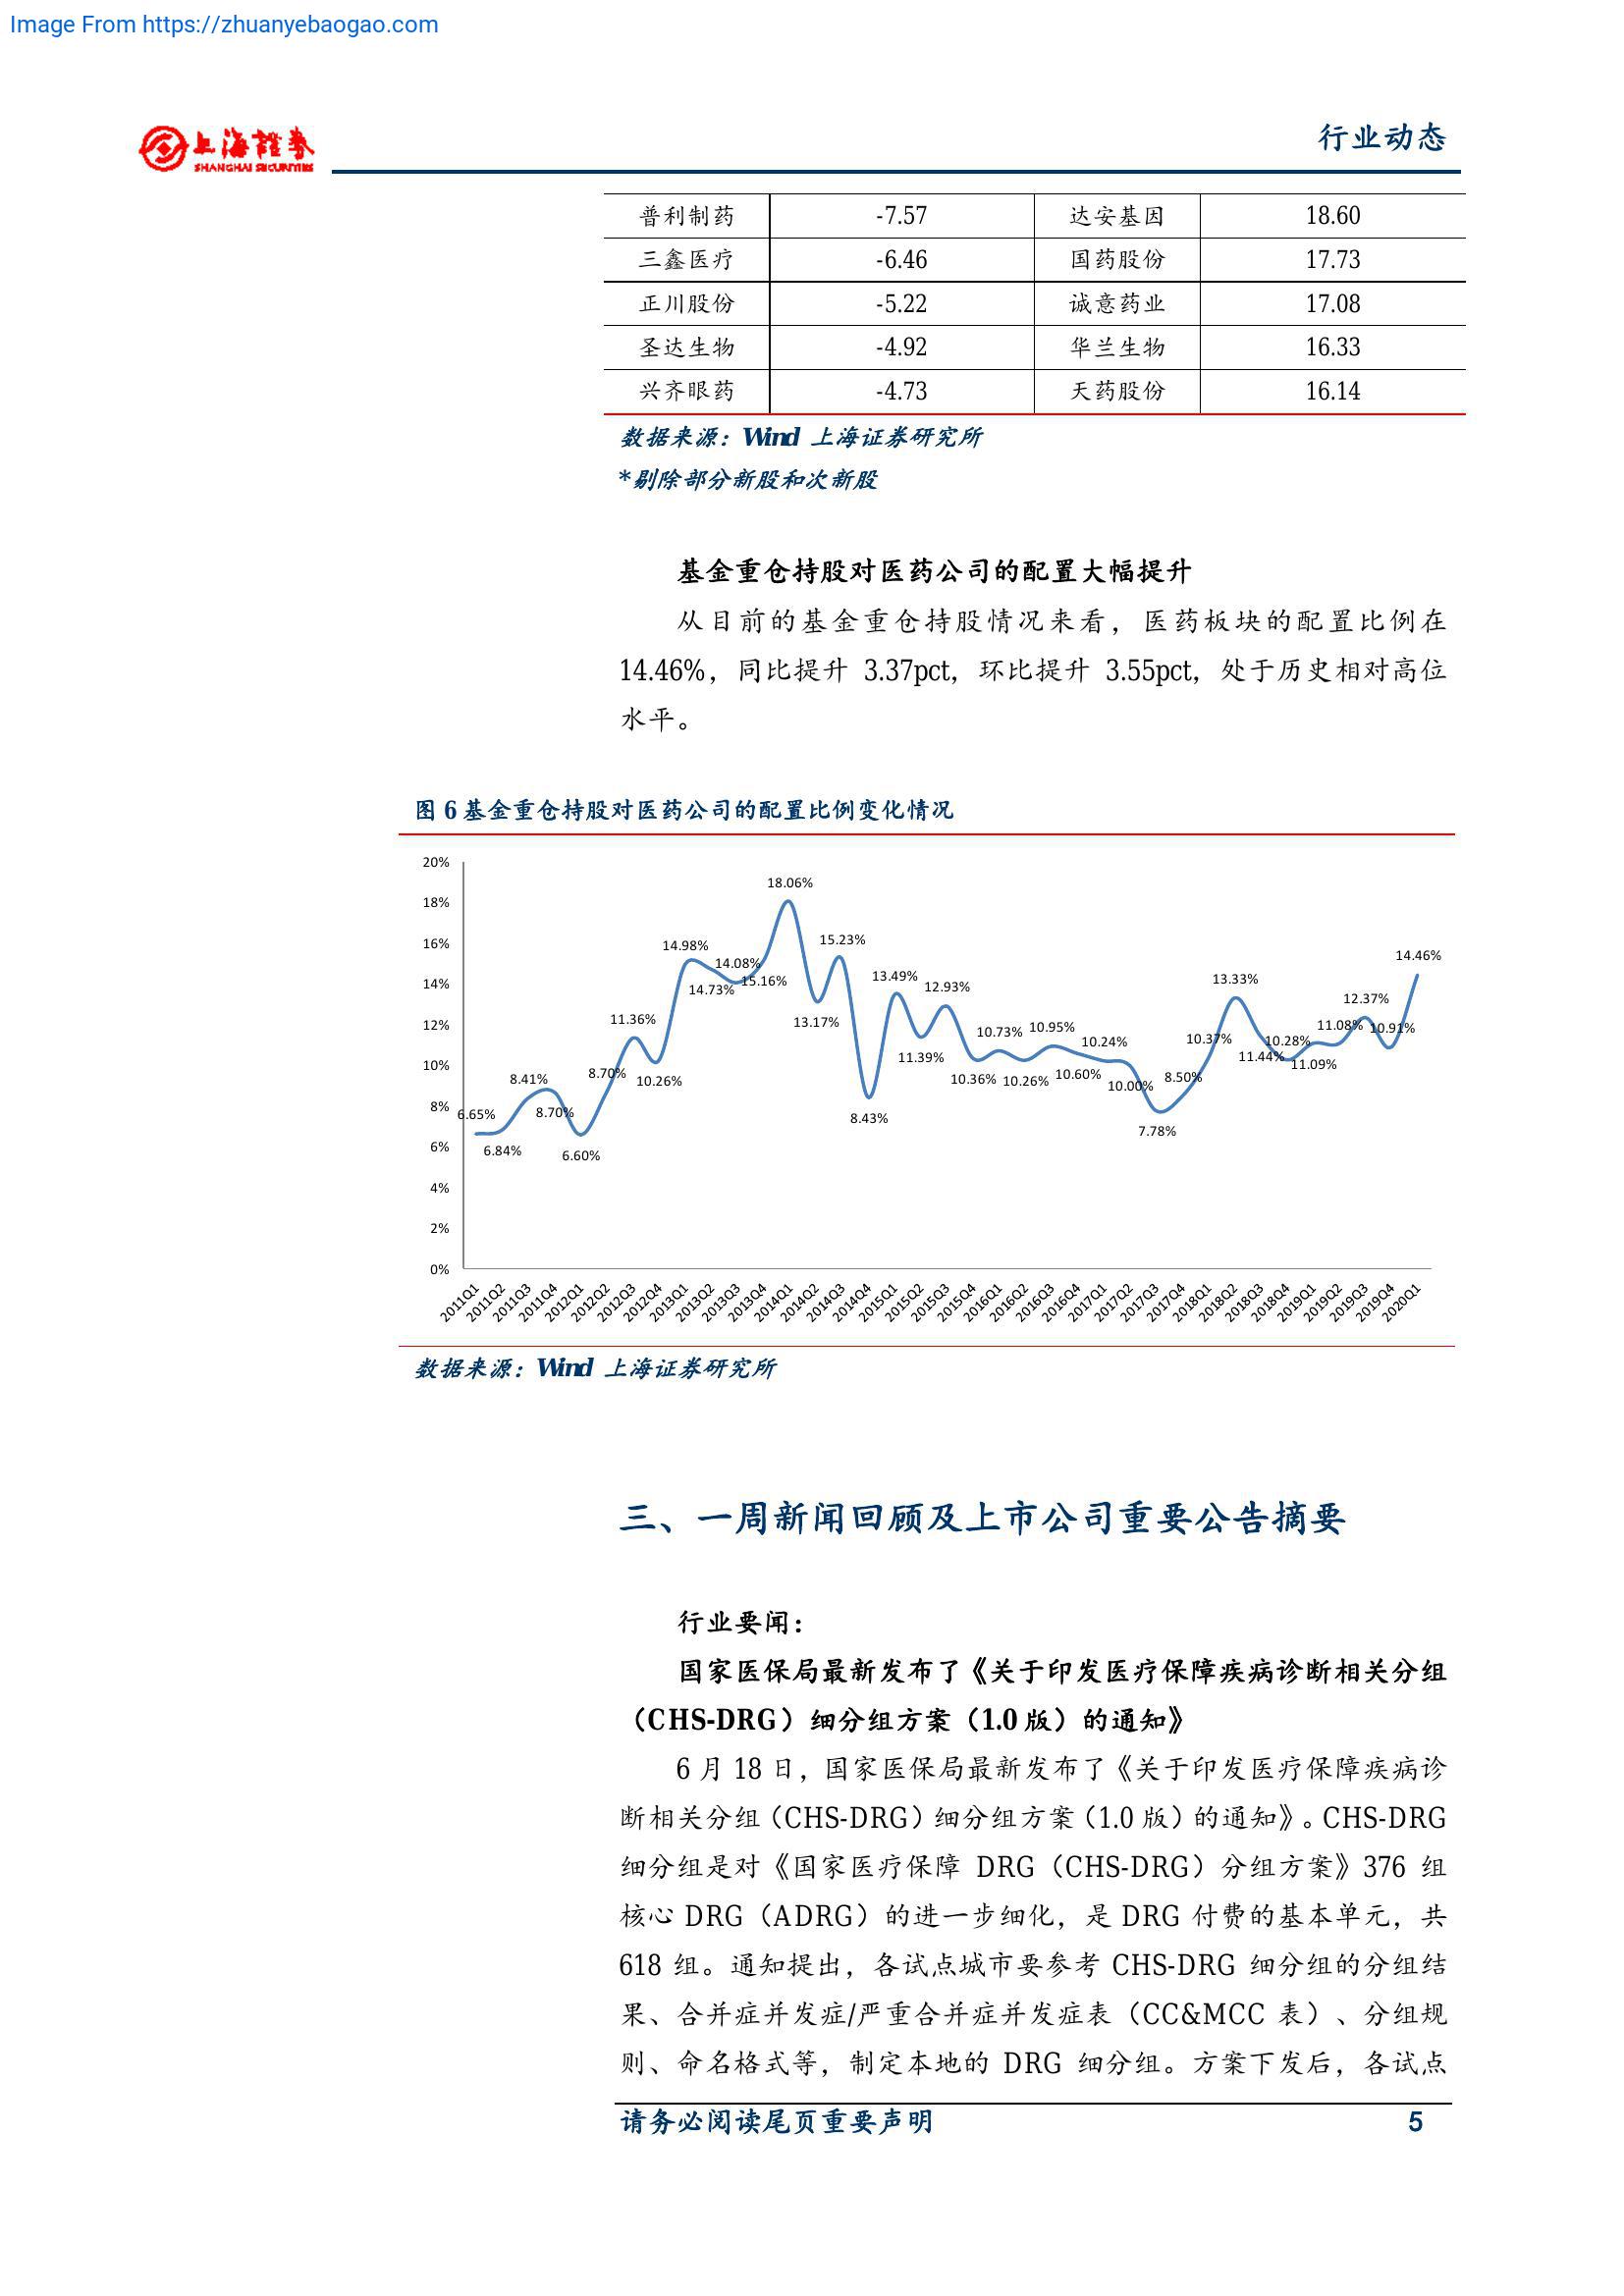 Image From https://zhuanyebaogao.com
上海證券
SHANGHAI SECURITIES
行业动态
普利制药 -7.57 达安基因 18.60
三鑫医疗 -6.46 国药股份 17.73
正川股份 -5.22 诚意药业 17.08
圣达生物 -4.92 华兰生物 16.33
兴齐眼药 -4.73 天药股份 16.14
数据来源：Wind 上海证券研究所
*剔除部分新股和次新股
基金重仓持股对医药公司的配置大幅提升
从目前的基金重仓持股情况来看，医药板块的配置比例在
14.46%，同比提升 3.37pct，环比提升 3.55pct，处于历史相对高位
水平。
图 6 基金重仓持股对医药公司的配置比例变化情况
20%
18%
16%
14%
12%
10%
8%
6%
4%
2%
0%
6.65%
6.84%
8.41%
8.70%
6.60%
8.70%
11.36%
10.26%
14.98%
14.73%
14.08%
15.16%
18.06%
13.17%
15.23%
8.43%
13.49%
11.39%
12.93%
10.36%
10.73%
10.26%
10.95%
10.60%
10.24%
10.00%
7.78%
8.50%
10.37%
13.33%
11.44%
10.28%
11.09%
11.08%
12.37%
10.91%
14.46%
2011Q1
2011Q2
2011Q3
2011Q4
2012Q1
2012Q2
2012Q3
2012Q4
2013Q1
2013Q2
2013Q3
2013Q4
2014Q1
2014Q2
2014Q3
2014Q4
2015Q1
2015Q2
2015Q3
2015Q4
2016Q1
2016Q2
2016Q3
2016Q4
2017Q1
2017Q2
2017Q3
2017Q4
2018Q1
2018Q2
2018Q3
2018Q4
2019Q1
2019Q2
2019Q3
2019Q4
2020Q1
数据来源：Wind 上海证券研究所
三、一周新闻回顾及上市公司重要公告摘要
行业要闻：
国家医保局最新发布了《关于印发医疗保障疾病诊断相关分组
（CHS-DRG）细分组方案（1.0 版）的通知》
6 月 18 日，国家医保局最新发布了《关于印发医疗保障疾病诊
断相关分组（CHS-DRG）细分组方案（1.0 版）的通知》。CHS-DRG
细分组是对《国家医疗保障 DRG（CHS-DRG）分组方案》376 组
核心 DRG（ADRG）的进一步细化，是 DRG 付费的基本单元，共
618 组。通知提出，各试点城市要参考 CHS-DRG 细分组的分组结
果、合并症并发症/严重合并症并发症表（CC&MCC 表）、分组规
则、命名格式等，制定本地的 DRG 细分组。方案下发后，各试点
请务必阅读尾页重要声明 5